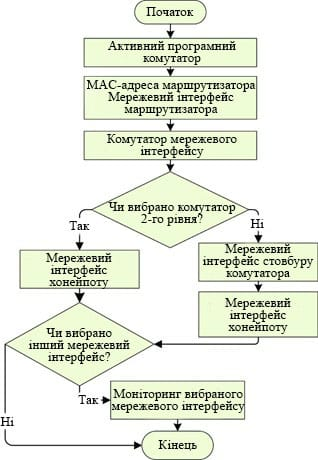 Початок
Активний програмний
комутатор
МАС-адреса маршрутизатора
Мережевий інтерфейс
маршрутизатора
Комутатор мережевого
інтерфейсу
Чи вибрано комутатор
2-го рівня?
Так
Ні
Мережевий
інтерфейс
хонейпоту
Мережевий
інтерфейс стовбуру
комутатора
Мережевий
інтерфейс
хонейпоту
Чи вибрано
інший мережевий
інтерфейс?
Так
Моніторинг вибраного
мережевого інтерфейсу
Ні
Кінець